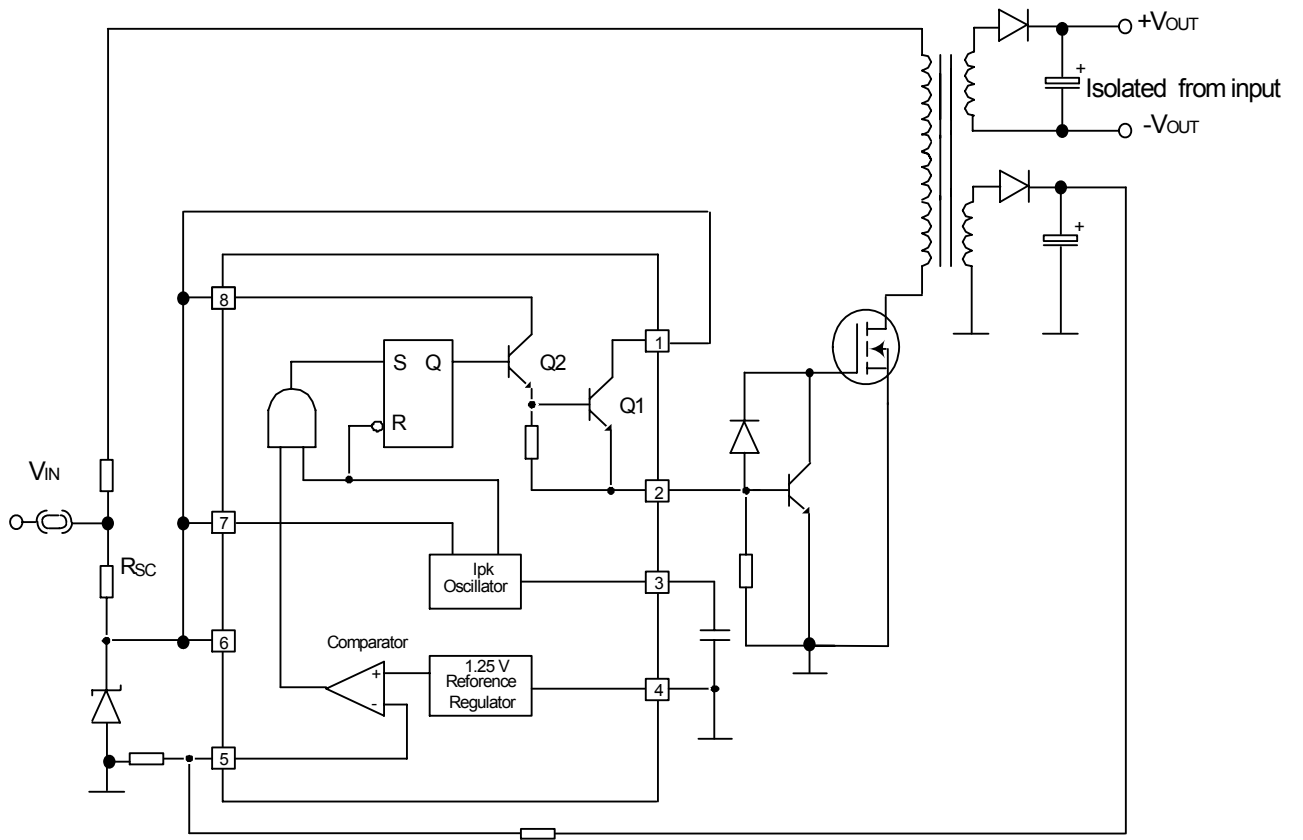 +VOUT
+
Isolated from input
-VOUT
+
8
1
S Q
Q2
Q1
R
VIN
2
7
RSC
Ipk
Oscillator
3
6
Comparator
+
-
1.25 V
Reforence
Regulator
4
5